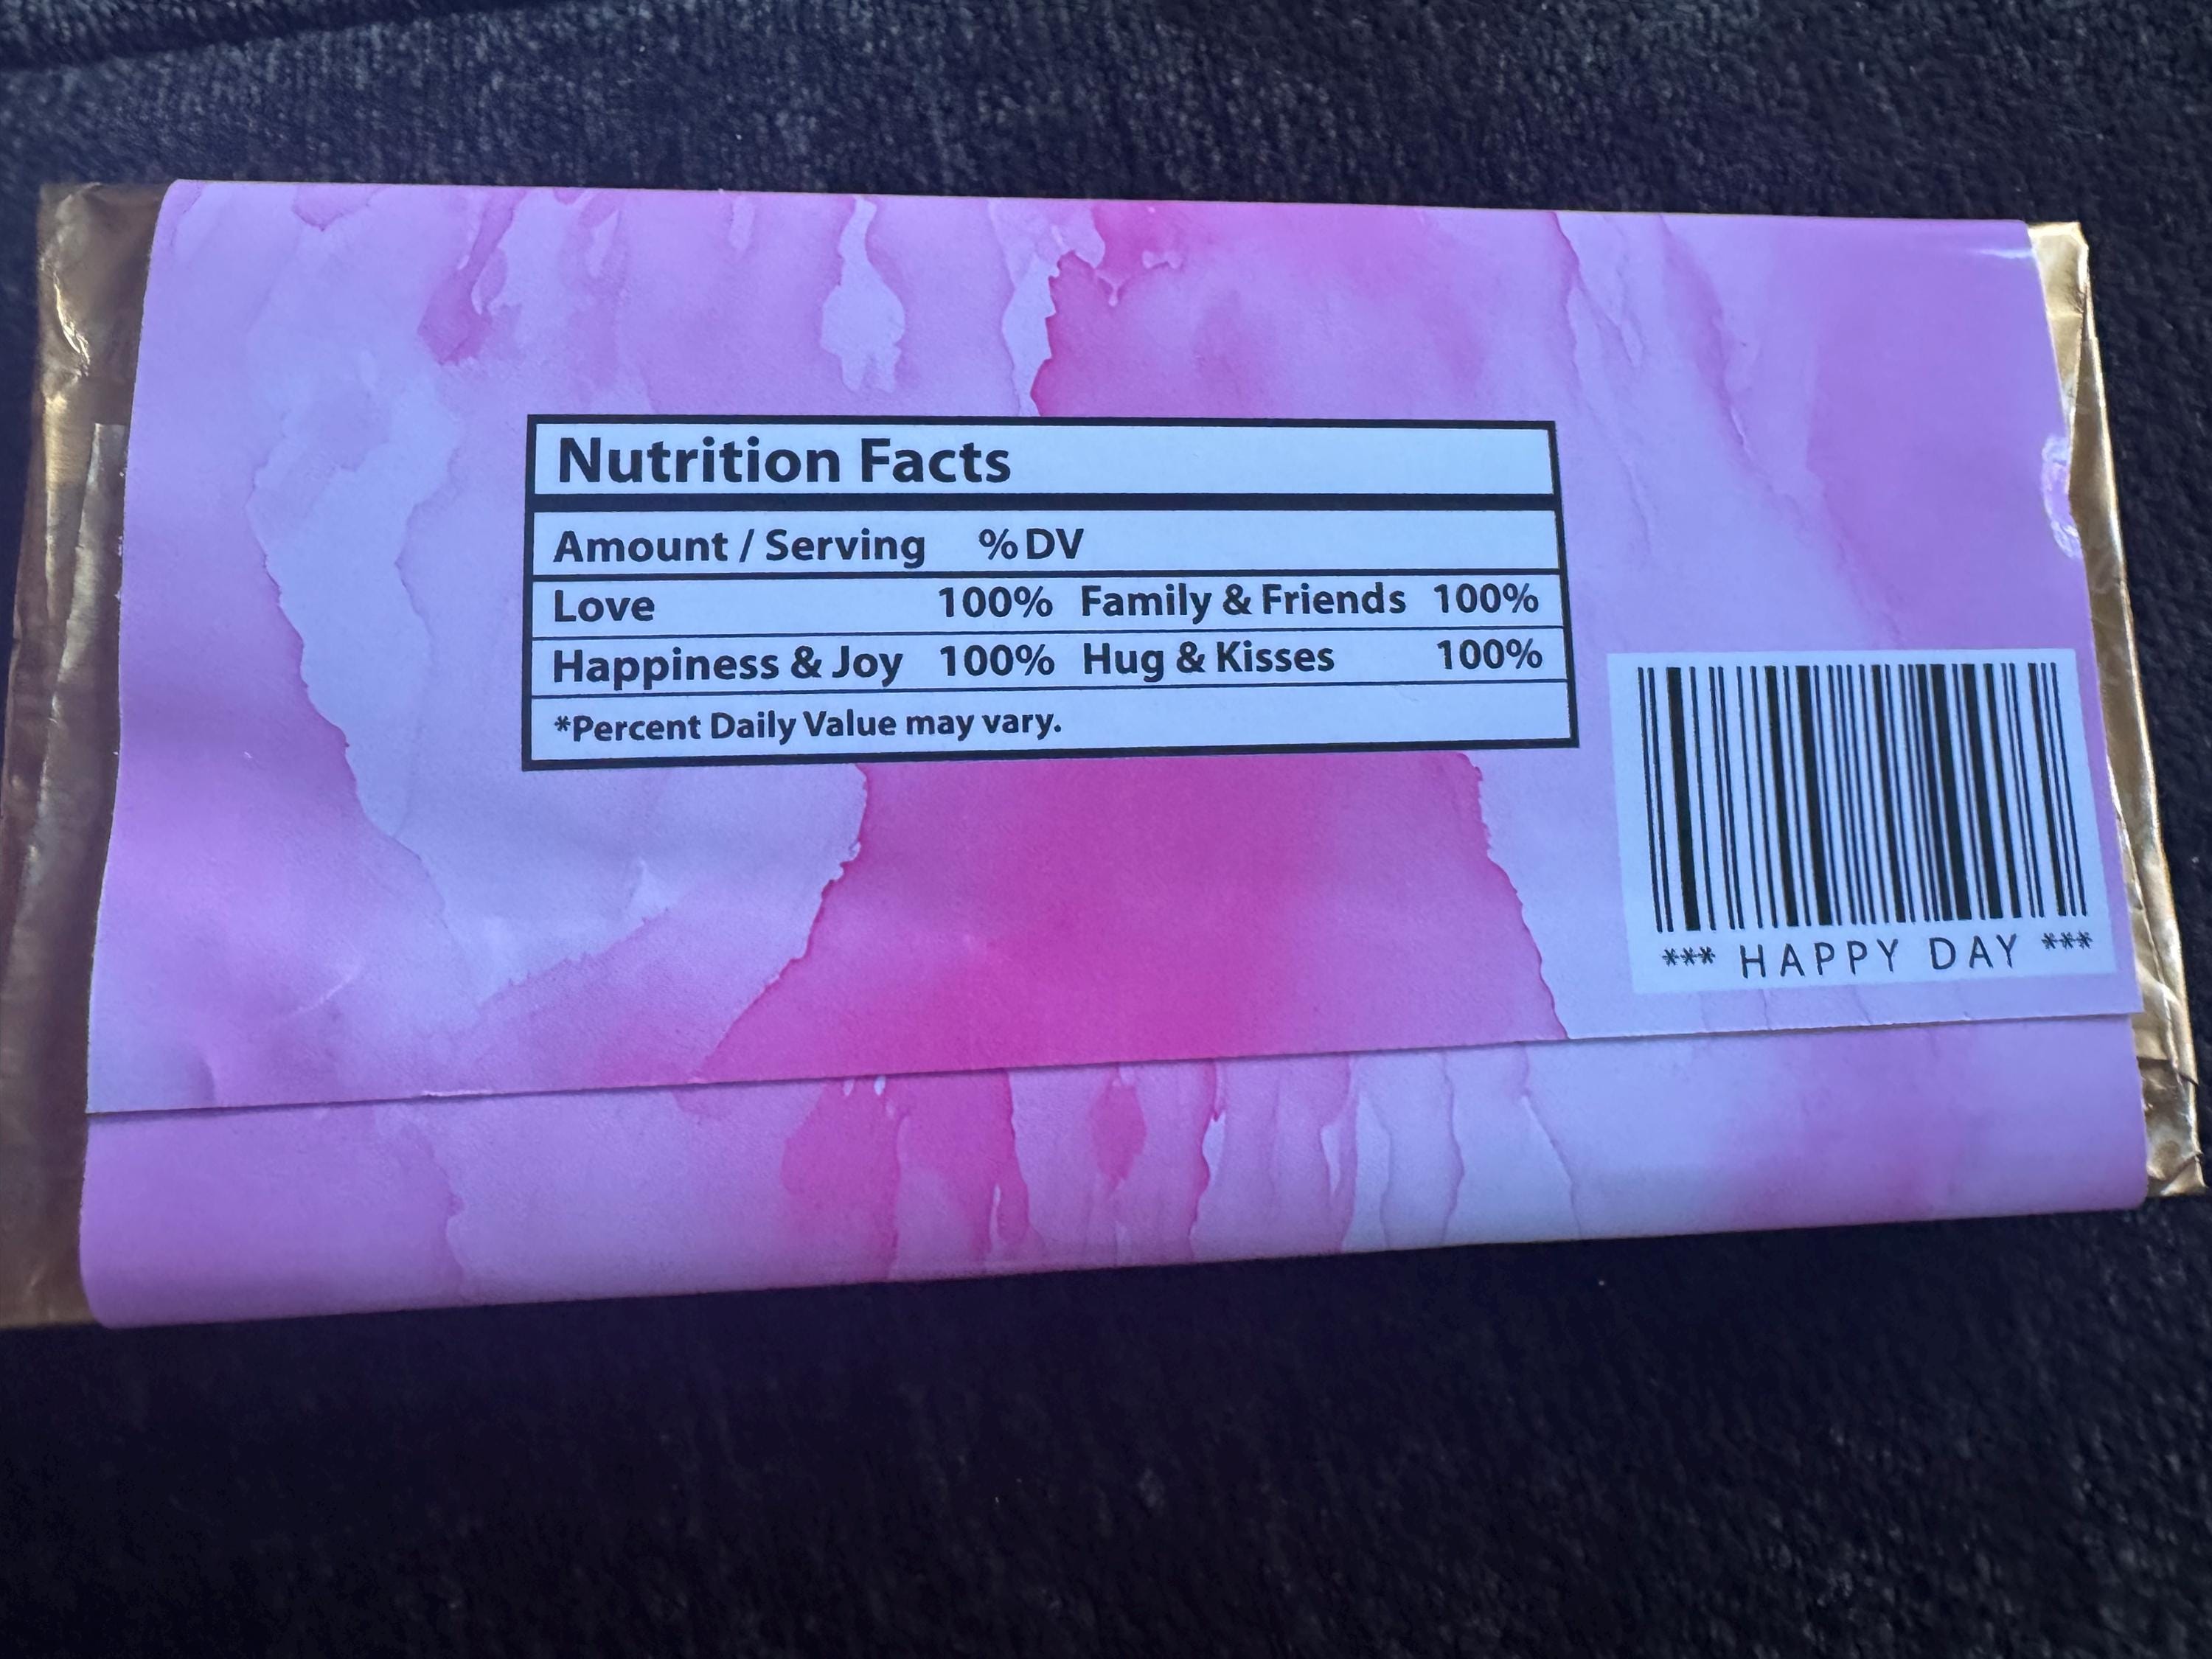 Nutrition Facts
Amount / Serving %DV
Love 100% Family & Friends 100%
Happiness & Joy 100% Hug & Kisses 100%
*Percent Daily Value may vary.
*** HAPPY DAY ***